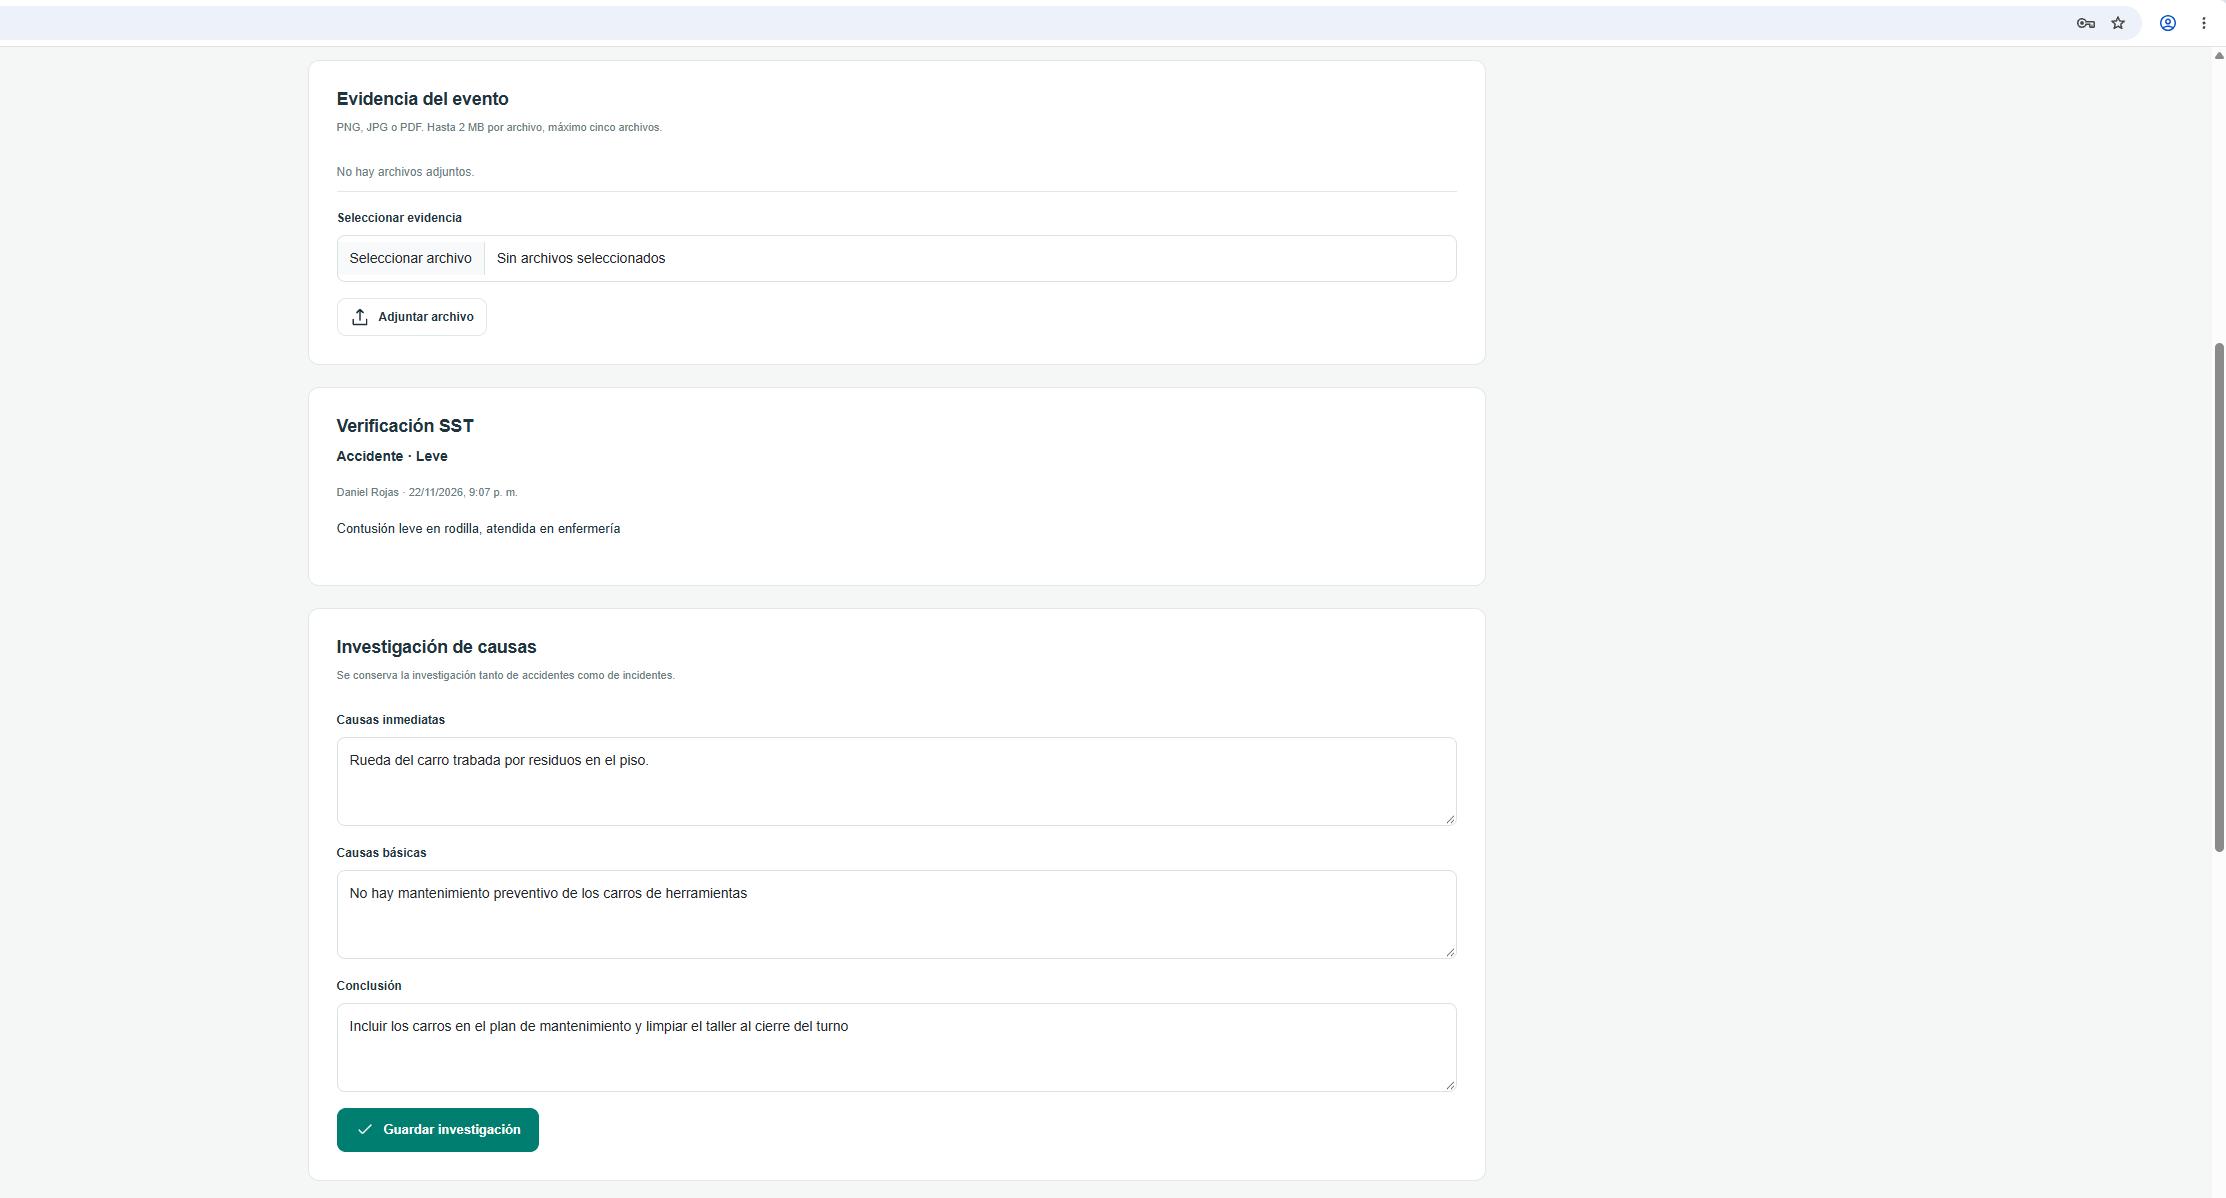 Evidencia del evento
PNG, JPG o PDF. Hasta 2 MB por archivo, máximo cinco archivos.
No hay archivos adjuntos.
Seleccionar evidencia
Seleccionar archivo Sin archivos seleccionados
Adjuntar archivo
Verificación SST
Accidente · Leve
Daniel Rojas · 22/11/2026, 9:07 p. m.
Contusión leve en rodilla, atendida en enfermería
Investigación de causas
Se conserva la investigación tanto de accidentes como de incidentes.
Causas inmediatas
Rueda del carro trabada por residuos en el piso.
Causas básicas
No hay mantenimiento preventivo de los carros de herramientas
Conclusión
Incluir los carros en el plan de mantenimiento y limpiar el taller al cierre del turno
Guardar investigación